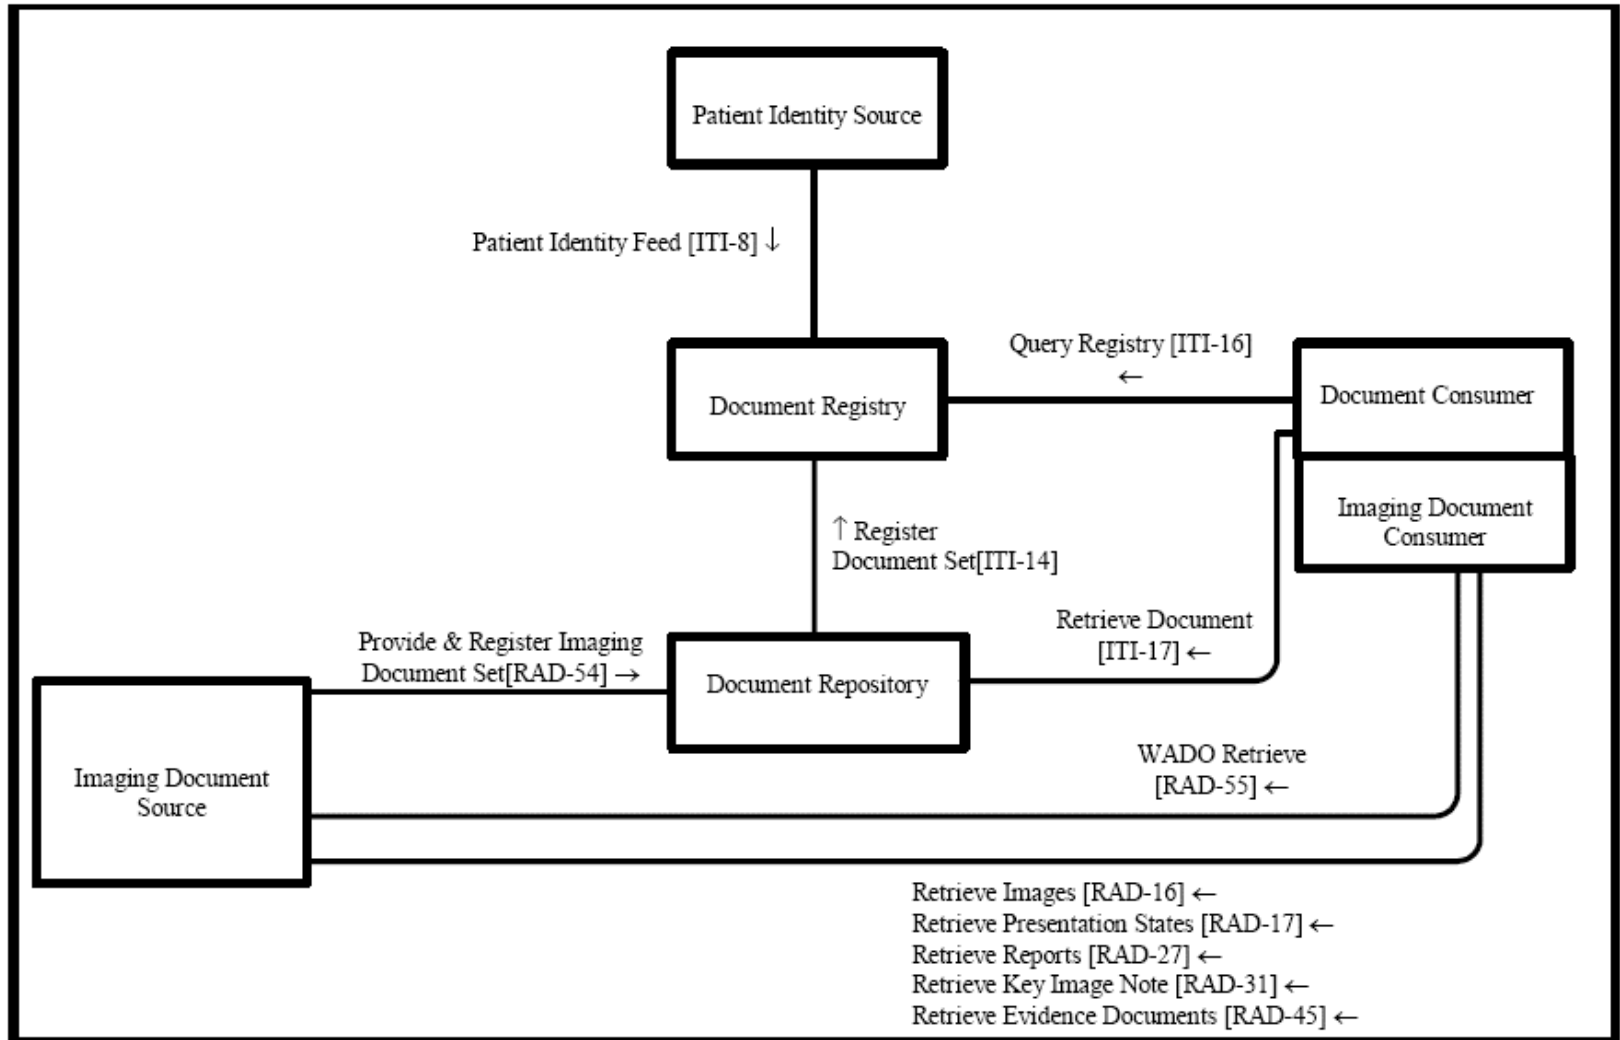 Patient Identity Source
Patient Identity Feed [ITI-8] ↓
Query Registry [ITI-16]
←
Document Registry
Document Consumer
Imaging Document
Consumer
↑ Register
Document Set[ITI-14]
Retrieve Document
[ITI-17] ←
Provide & Register Imaging
Document Set[RAD-54] →
Document Repository
Imaging Document
Source
WADO Retrieve
[RAD-55] ←
Retrieve Images [RAD-16] ←
Retrieve Presentation States [RAD-17] ←
Retrieve Reports [RAD-27] ←
Retrieve Key Image Note [RAD-31] ←
Retrieve Evidence Documents [RAD-45] ←